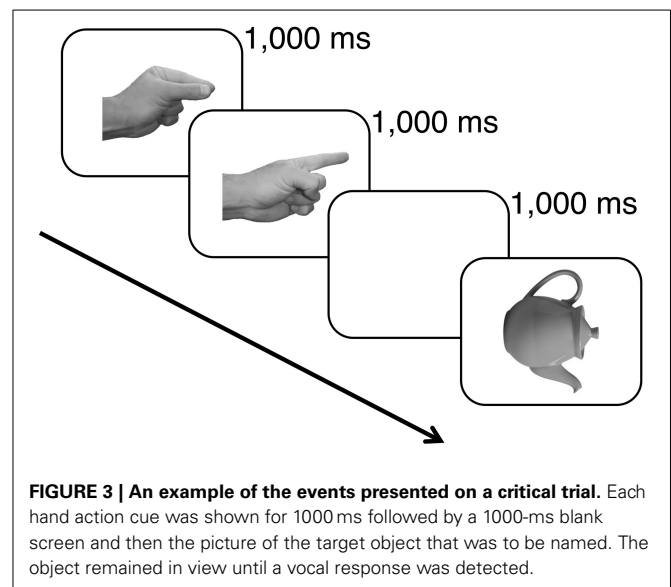 1,000 ms
1,000 ms
1,000 ms
FIGURE 3 | An example of the events presented on a critical trial. Each
hand action cue was shown for 1000 ms followed by a 1000-ms blank
screen and then the picture of the target object that was to be named. The
object remained in view until a vocal response was detected.